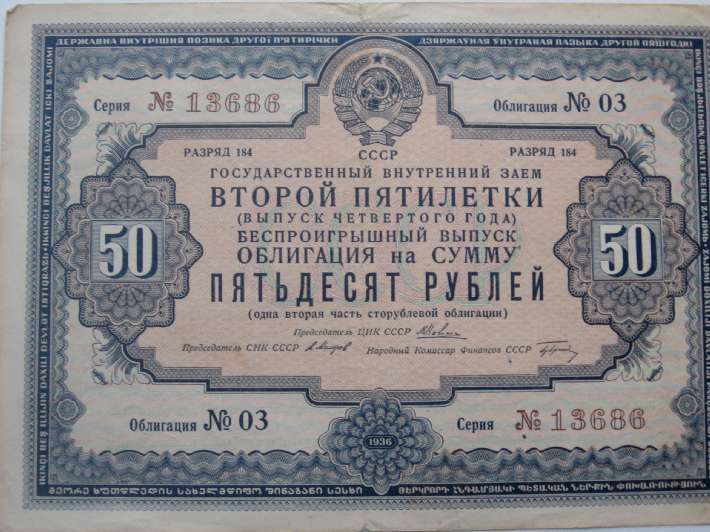 ДЕРЖАВНА ВНУТРІШНЯ ПОЗИКА ДРУГОЇ П'ЯТИРІЧКИ
ДЗЯРЖАЎНАЯ ЎНУТРАНАЯ ПАЗЫКА ДРУГОЙ ПЯЦІГОДКІ
Серия № 13686
Облигация № 03
РАЗРЯД 184
СССР
РАЗРЯД 184
ГОСУДАРСТВЕННЫЙ ВНУТРЕННИЙ ЗАЕМ
ВТОРОЙ ПЯТИЛЕТКИ
(ВЫПУСК ЧЕТВЕРТОГО ГОДА)
БЕСПРОИГРЫШНЫЙ ВЫПУСК
ОБЛИГАЦИЯ на СУММУ
50
50
ПЯТЬДЕСЯТ РУБЛЕЙ
(одна вторая часть сторублевой облигации)
Председатель ЦИК СССР
Председатель СНК СССР
Народный Комиссар Финансов СССР
Облигация № 03
Серия № 13686
1936